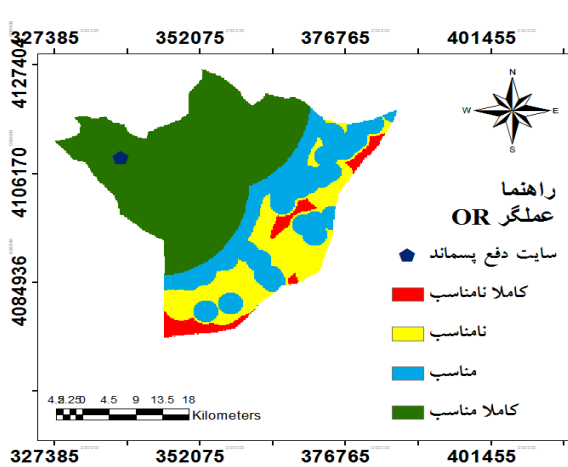 327385 352075 376765 401455
4127404
4106170
4084936
N
W E
S
راهنما
عملگر OR
سایت دفع پسماند
کاملا نامناسب
نامناسب
مناسب
کاملا مناسب
4.5 2.25 0 4.5 9 13.5 18
Kilometers
327385 352075 376765 401455